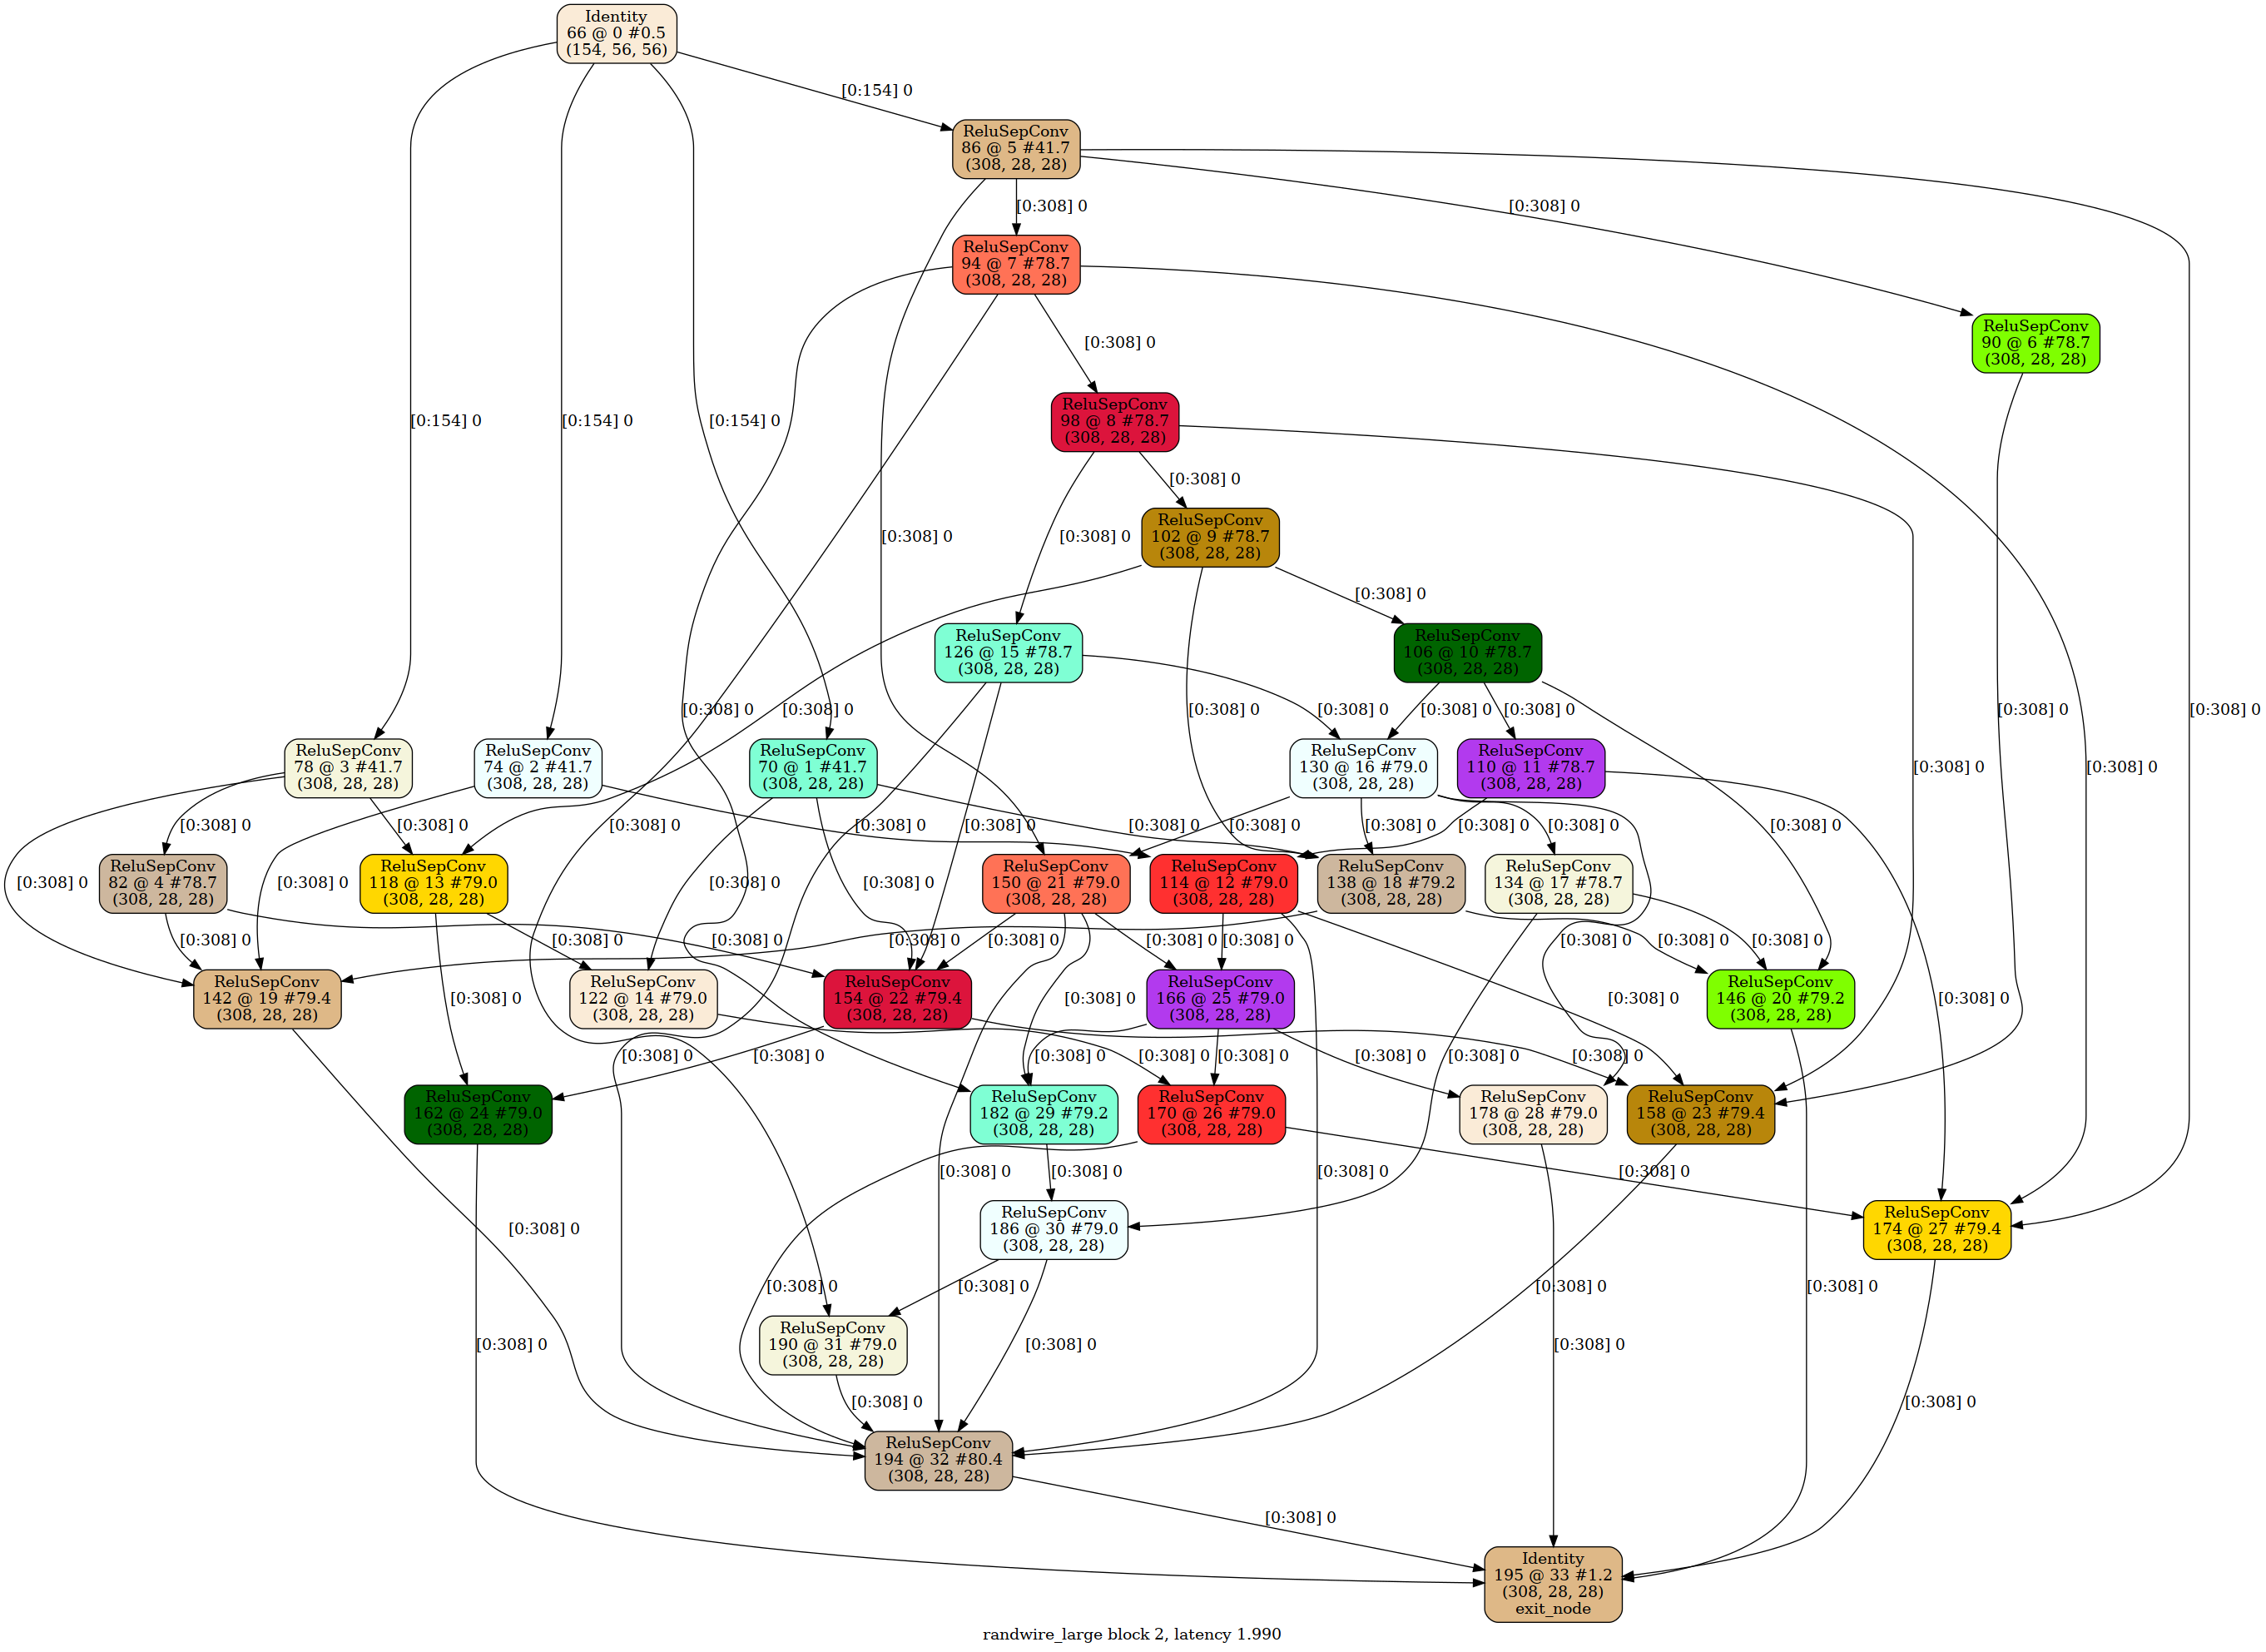 Identity
66 @ 0 #0.5
(154, 56, 56)
[0:154] 0
ReluSepConv
86 @ 5 #41.7
(308, 28, 28)
[0:308] 0
[0:308] 0
ReluSepConv
94 @ 7 #78.7
(308, 28, 28)
ReluSepConv
90 @ 6 #78.7
(308, 28, 28)
[0:308] 0
ReluSepConv
98 @ 8 #78.7
(308, 28, 28)
[0:154] 0
[0:154] 0
[0:154] 0
[0:308] 0
ReluSepConv
102 @ 9 #78.7
(308, 28, 28)
[0:308] 0
[0:308] 0
[0:308] 0
ReluSepConv
126 @ 15 #78.7
(308, 28, 28)
ReluSepConv
106 @ 10 #78.7
(308, 28, 28)
[0:308] 0
[0:308] 0
[0:308] 0
[0:308] 0
[0:308] 0
[0:308] 0
[0:308] 0
[0:308] 0
ReluSepConv
78 @ 3 #41.7
(308, 28, 28)
ReluSepConv
74 @ 2 #41.7
(308, 28, 28)
ReluSepConv
70 @ 1 #41.7
(308, 28, 28)
ReluSepConv
130 @ 16 #79.0
(308, 28, 28)
ReluSepConv
110 @ 11 #78.7
(308, 28, 28)
[0:308] 0
[0:308] 0
[0:308] 0
[0:308] 0
[0:308] 0
[0:308] 0
[0:308] 0
[0:308] 0
[0:308] 0
[0:308] 0
[0:308] 0
[0:308] 0
[0:308] 0
ReluSepConv
82 @ 4 #78.7
(308, 28, 28)
ReluSepConv
118 @ 13 #79.0
(308, 28, 28)
ReluSepConv
150 @ 21 #79.0
(308, 28, 28)
ReluSepConv
114 @ 12 #79.0
(308, 28, 28)
ReluSepConv
138 @ 18 #79.2
(308, 28, 28)
ReluSepConv
134 @ 17 #78.7
(308, 28, 28)
[0:308] 0
[0:308] 0
[0:308] 0
[0:308] 0
[0:308] 0
[0:308] 0
[0:308] 0
[0:308] 0
[0:308] 0
[0:308] 0
[0:308] 0
[0:308] 0
[0:308] 0
[0:308] 0
ReluSepConv
142 @ 19 #79.4
(308, 28, 28)
ReluSepConv
122 @ 14 #79.0
(308, 28, 28)
ReluSepConv
154 @ 22 #79.4
(308, 28, 28)
ReluSepConv
166 @ 25 #79.0
(308, 28, 28)
ReluSepConv
146 @ 20 #79.2
(308, 28, 28)
[0:308] 0
[0:308] 0
[0:308] 0
[0:308] 0
[0:308] 0
[0:308] 0
[0:308] 0
[0:308] 0
[0:308] 0
[0:308] 0
[0:308] 0
[0:308] 0
ReluSepConv
162 @ 24 #79.0
(308, 28, 28)
ReluSepConv
182 @ 29 #79.2
(308, 28, 28)
ReluSepConv
170 @ 26 #79.0
(308, 28, 28)
ReluSepConv
178 @ 28 #79.0
(308, 28, 28)
ReluSepConv
158 @ 23 #79.4
(308, 28, 28)
[0:308] 0
[0:308] 0
[0:308] 0
[0:308] 0
[0:308] 0
ReluSepConv
186 @ 30 #79.0
(308, 28, 28)
ReluSepConv
174 @ 27 #79.4
(308, 28, 28)
[0:308] 0
[0:308] 0
[0:308] 0
[0:308] 0
ReluSepConv
190 @ 31 #79.0
(308, 28, 28)
[0:308] 0
[0:308] 0
[0:308] 0
[0:308] 0
[0:308] 0
ReluSepConv
194 @ 32 #80.4
(308, 28, 28)
[0:308] 0
Identity
195 @ 33 #1.2
(308, 28, 28)
exit_node
randwire_large block 2, latency 1.990